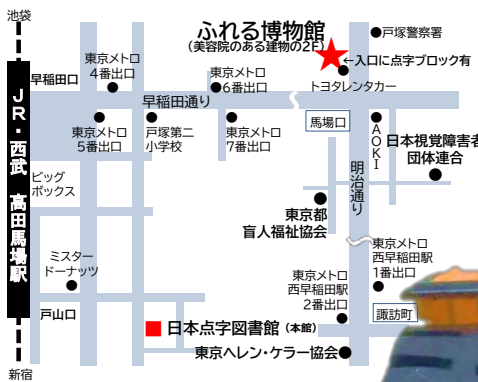 池袋
ふれる博物館
(美容院のある建物の2F)
戸塚警察署
←入口に点字ブロック有
トヨタレンタカー
東京メトロ
4番出口
早稲田口
東京メトロ
6番出口
早稲田通り
JR・西武 高田馬場駅
東京メトロ
5番出口
戸塚第二
小学校
東京メトロ
7番出口
馬場口
AOKI
日本視覚障害者
団体連合
ビッグ
ボックス
明治通り
東京都
盲人福祉協会
東京メトロ
西早稲田駅
1番出口
ミスター
ドーナッツ
東京メトロ
西早稲田駅
2番出口
戸山口
諏訪町
日本点字図書館(本館)
東京ヘレン・ケラー協会
新宿